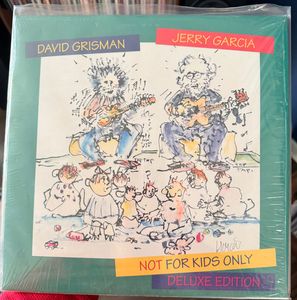 DAVID GRISMAN
JERRY GARCIA
NOT FOR KIDS ONLY
DELUXE EDITION